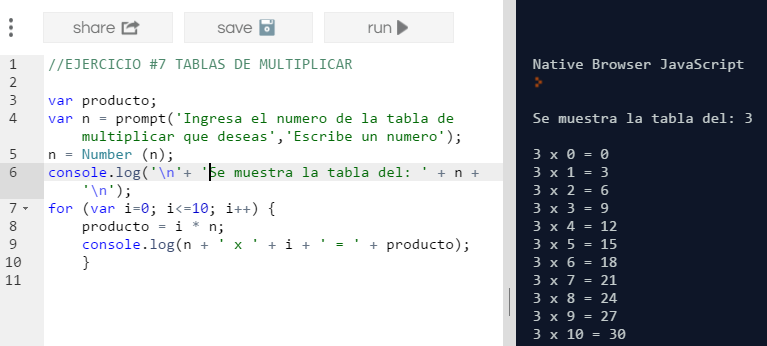 share save run
1 //EJERCICIO #7 TABLAS DE MULTIPLICAR
2
3 var producto;
4 var n = prompt('Ingresa el numero de la tabla de
multiplicar que deseas','Escribe un numero');
5 n = Number (n);
6 console.log('\n'+ 'Se muestra la tabla del: ' + n +
'\n');
7 for (var i=0; i<=10; i++) {
8 producto = i * n;
9 console.log(n + ' x ' + i + ' = ' + producto);
10 }
11
Native Browser JavaScript
Se muestra la tabla del: 3
3 x 0 = 0
3 x 1 = 3
3 x 2 = 6
3 x 3 = 9
3 x 4 = 12
3 x 5 = 15
3 x 6 = 18
3 x 7 = 21
3 x 8 = 24
3 x 9 = 27
3 x 10 = 30